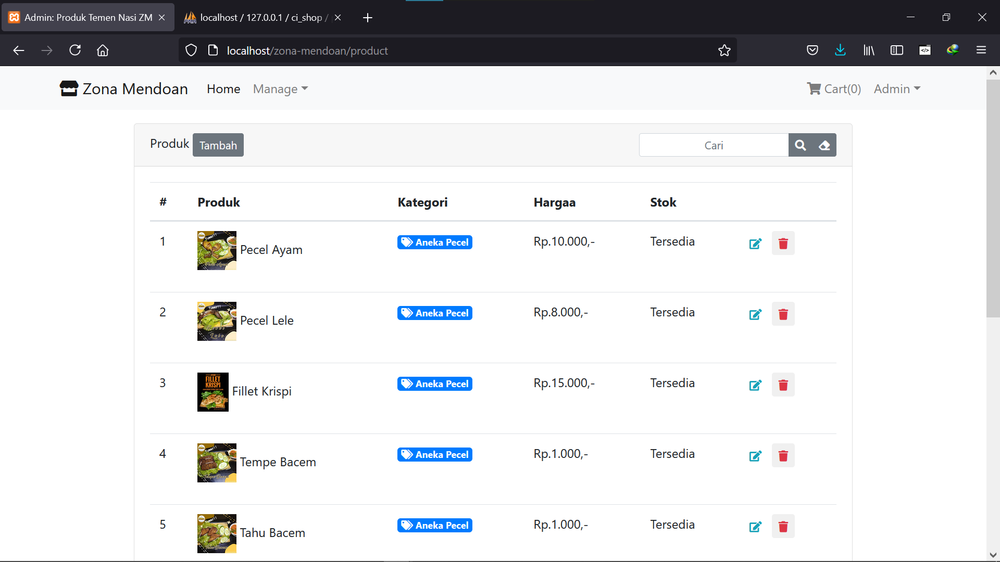 Admin: Produk Temen Nasi ZM
localhost / 127.0.0.1 / ci_shop /
localhost/zona-mendoan/product
Zona Mendoan Home Manage Cart(0) Admin
Produk Tambah Cari
# Produk Kategori Hargaa Stok
1 Pecel Ayam Aneka Pecel Rp.10.000,- Tersedia
2 Pecel Lele Aneka Pecel Rp.8.000,- Tersedia
FILLET
KRISPI
3 Fillet Krispi Aneka Pecel Rp.15.000,- Tersedia
4 Tempe Bacem Aneka Pecel Rp.1.000,- Tersedia
5 Tahu Bacem Aneka Pecel Rp.1.000,- Tersedia